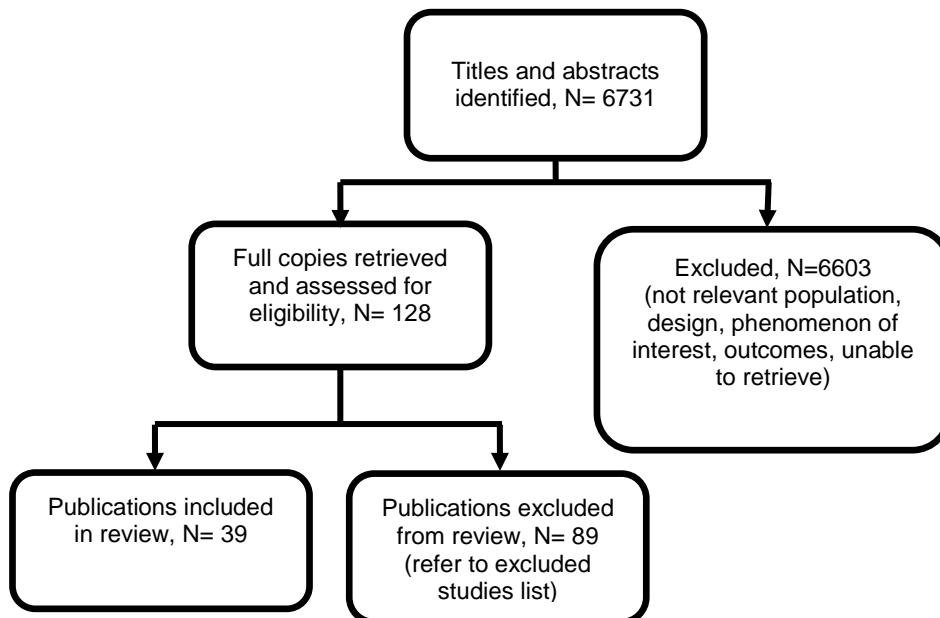 Titles and abstracts
identified, N= 6731
Full copies retrieved
and assessed for
eligibility, N= 128
Excluded, N=6603
(not relevant population,
design, phenomenon of
interest, outcomes, unable
to retrieve)
Publications included
in review, N= 39
Publications excluded
from review, N= 89
(refer to excluded
studies list)